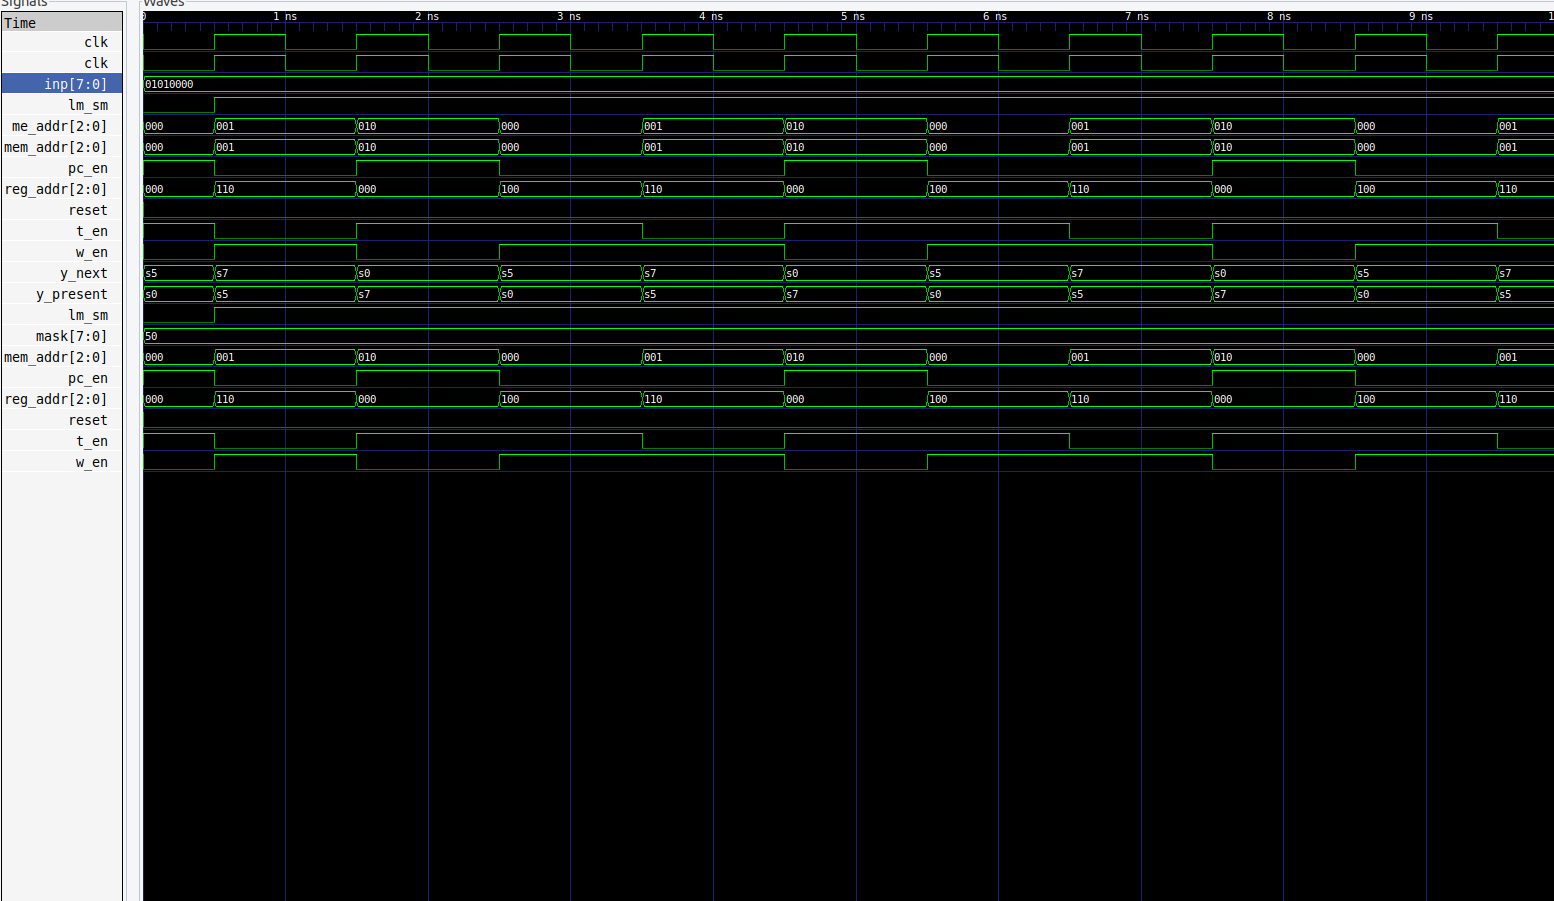 Signals Waves
Time 0 1 ns 2 ns 3 ns 4 ns 5 ns 6 ns 7 ns 8 ns 9 ns 1
clk
clk
inp[7:0] 01010000
lm_sm
me_addr[2:0] 000 001 010 000 001 010 000 001 010 000 001
mem_addr[2:0] 000 001 010 000 001 010 000 001 010 000 001
pc_en
reg_addr[2:0] 000 110 000 100 110 000 100 110 000 100 110
reset
t_en
w_en
y_next s5 s7 s0 s5 s7 s0 s5 s7 s0 s5 s7
y_present s0 s5 s7 s0 s5 s7 s0 s5 s7 s0 s5
lm_sm
mask[7:0] 50
mem_addr[2:0] 000 001 010 000 001 010 000 001 010 000 001
pc_en
reg_addr[2:0] 000 110 000 100 110 000 100 110 000 100 110
reset
t_en
w_en